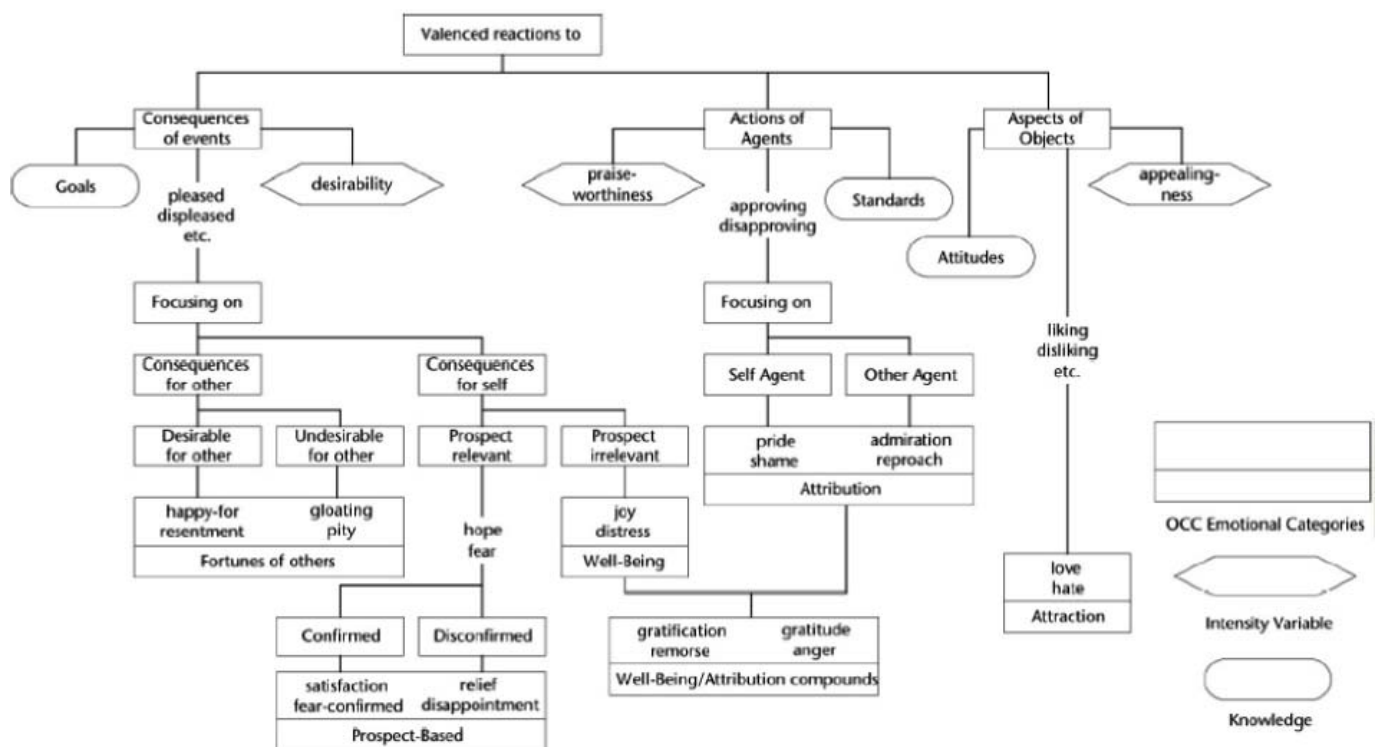 Valenced reactions to
Consequences
of events
Actions of
Agents
Aspects of
Objects
Goals
desirability
praise-
worthiness
Standards
Attitudes
appealing-
ness
pleased
displeased
etc.
approving
disapproving
Focusing on
Focusing on
liking
disliking
etc.
Consequences
for other
Consequences
for self
Self Agent
Other Agent
Desirable
for other
Undesirable
for other
Prospect
relevant
Prospect
irrelevant
pride
shame
admiration
reproach
Attribution
happy-for
resentment
gloating
pity
Fortunes of others
hope
fear
joy
distress
Well-Being
OCC Emotional Categories
love
hate
Attraction
Intensity Variable
Confirmed
Disconfirmed
gratification
remorse
gratitude
anger
Well-Being/Attribution compounds
satisfaction
fear-confirmed
relief
disappointment
Prospect-Based
Knowledge